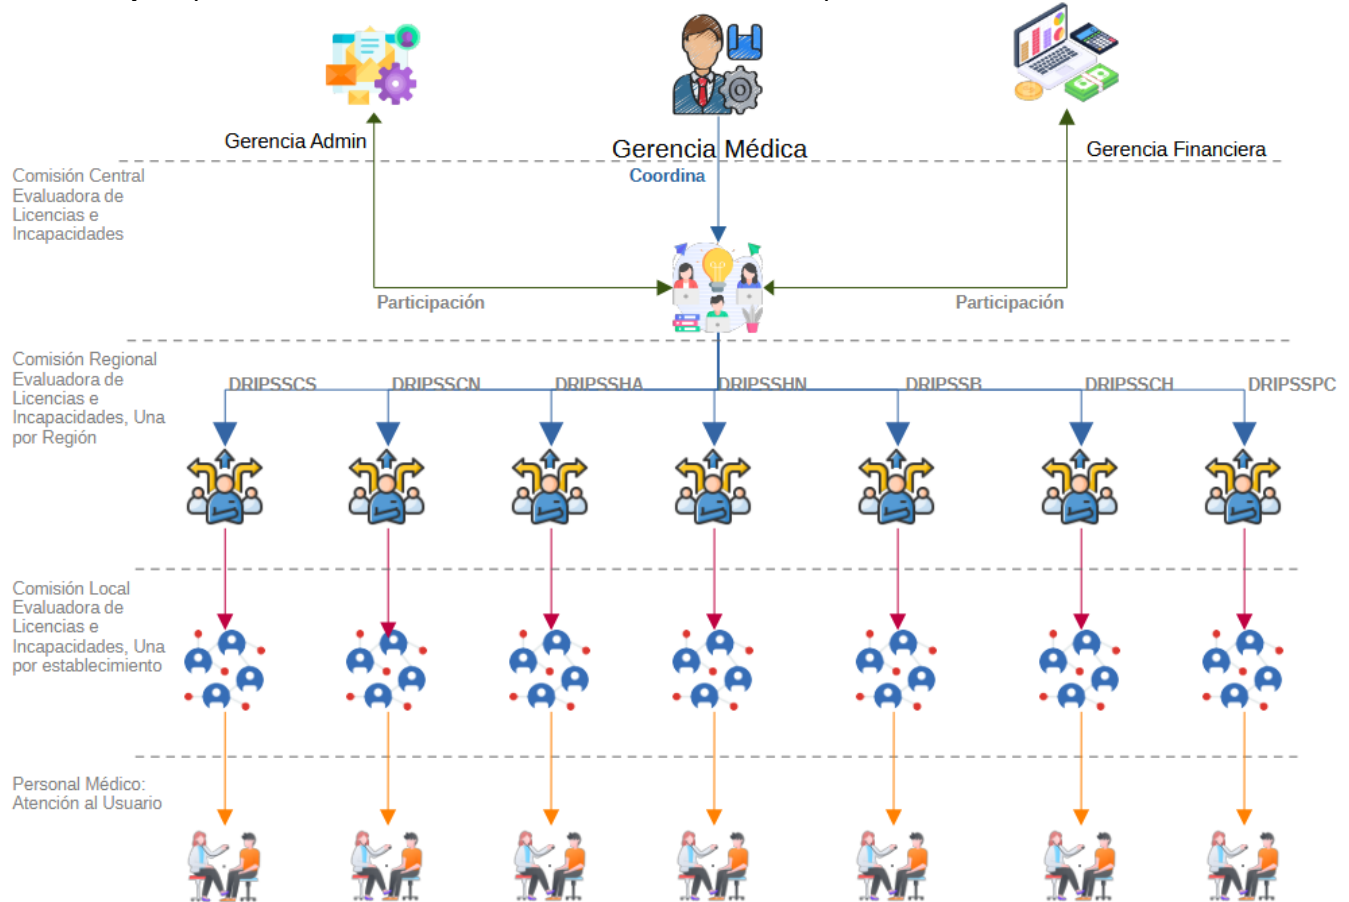 Gerencia Admin
Gerencia Médica
Gerencia Financiera
Comisión Central
Evaluadora de
Licencias e
Incapacidades
Coordina
Participación
Participación
Comisión Regional
Evaluadora de
Licencias e
Incapacidades, Una
por Región
DRIPSSCS
DRIPSSCN
DRIPSSHA
DRIPSSHN
DRIPSSB
DRIPSSCH
DRIPSSPC
Comisión Local
Evaluadora de
Licencias e
Incapacidades, Una
por establecimiento
Personal Médico:
Atención al Usuario